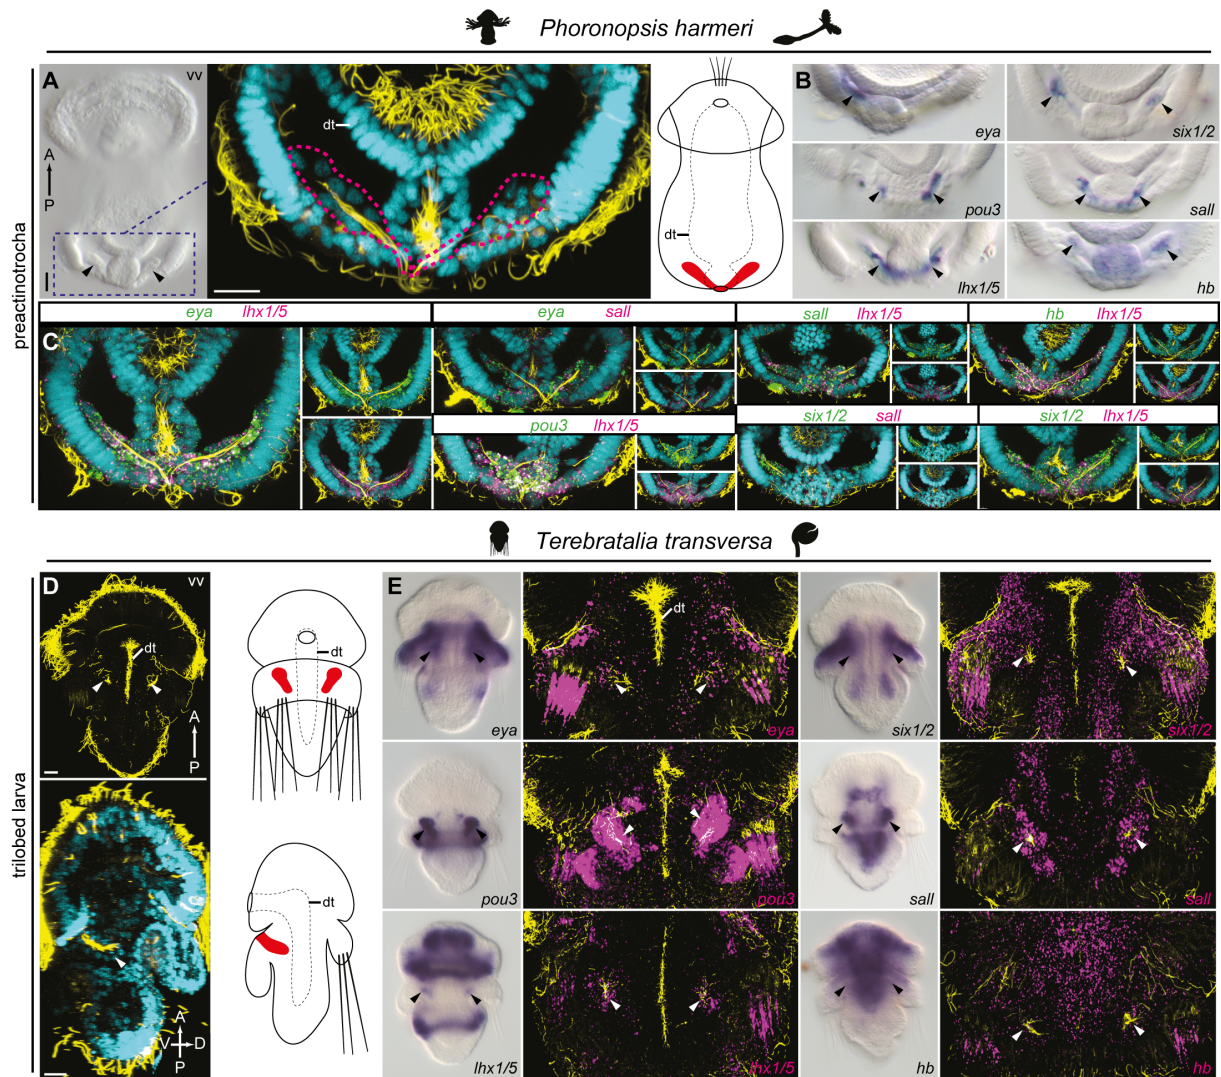 Phoronopsis harmeri
preactinotrocha
A
vv
dt
A
P
dt
B
eya
six1/2
pou3
sall
lhx1/5
hb
C
eya lhx1/5
eya sall
sall lhx1/5
hb lhx1/5
pou3 lhx1/5
six1/2 sall
six1/2 lhx1/5
Terebratalia transversa
trilobed larva
D
vv
dt
A
P
dt
A
V D
P
dt
E
eya
dt
eya
six1/2
six1/2
pou3
pou3
sall
sall
lhx1/5
lhx1/5
hb
hb